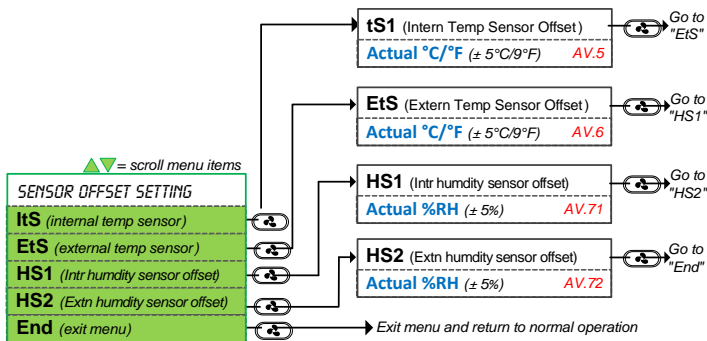 tS1 (Intern Temp Sensor Offset)
Actual °C/°F (± 5°C/9°F) AV.5
Go to "EtS"
EtS (Extern Temp Sensor Offset)
Actual °C/°F (± 5°C/9°F) AV.6
Go to "HS1"
HS1 (Intr humdity sensor offset)
Actual %RH (± 5%) AV.71
Go to "HS2"
HS2 (Extn humdity sensor offset)
Actual %RH (± 5%) AV.72
Go to "End"
= scroll menu items
SENSOR OFFSET SETTING
ItS (internal temp sensor)
EtS (external temp sensor)
HS1 (Intr humdity sensor offset)
HS2 (Extn humdity sensor offset)
End (exit menu)
Exit menu and return to normal operation